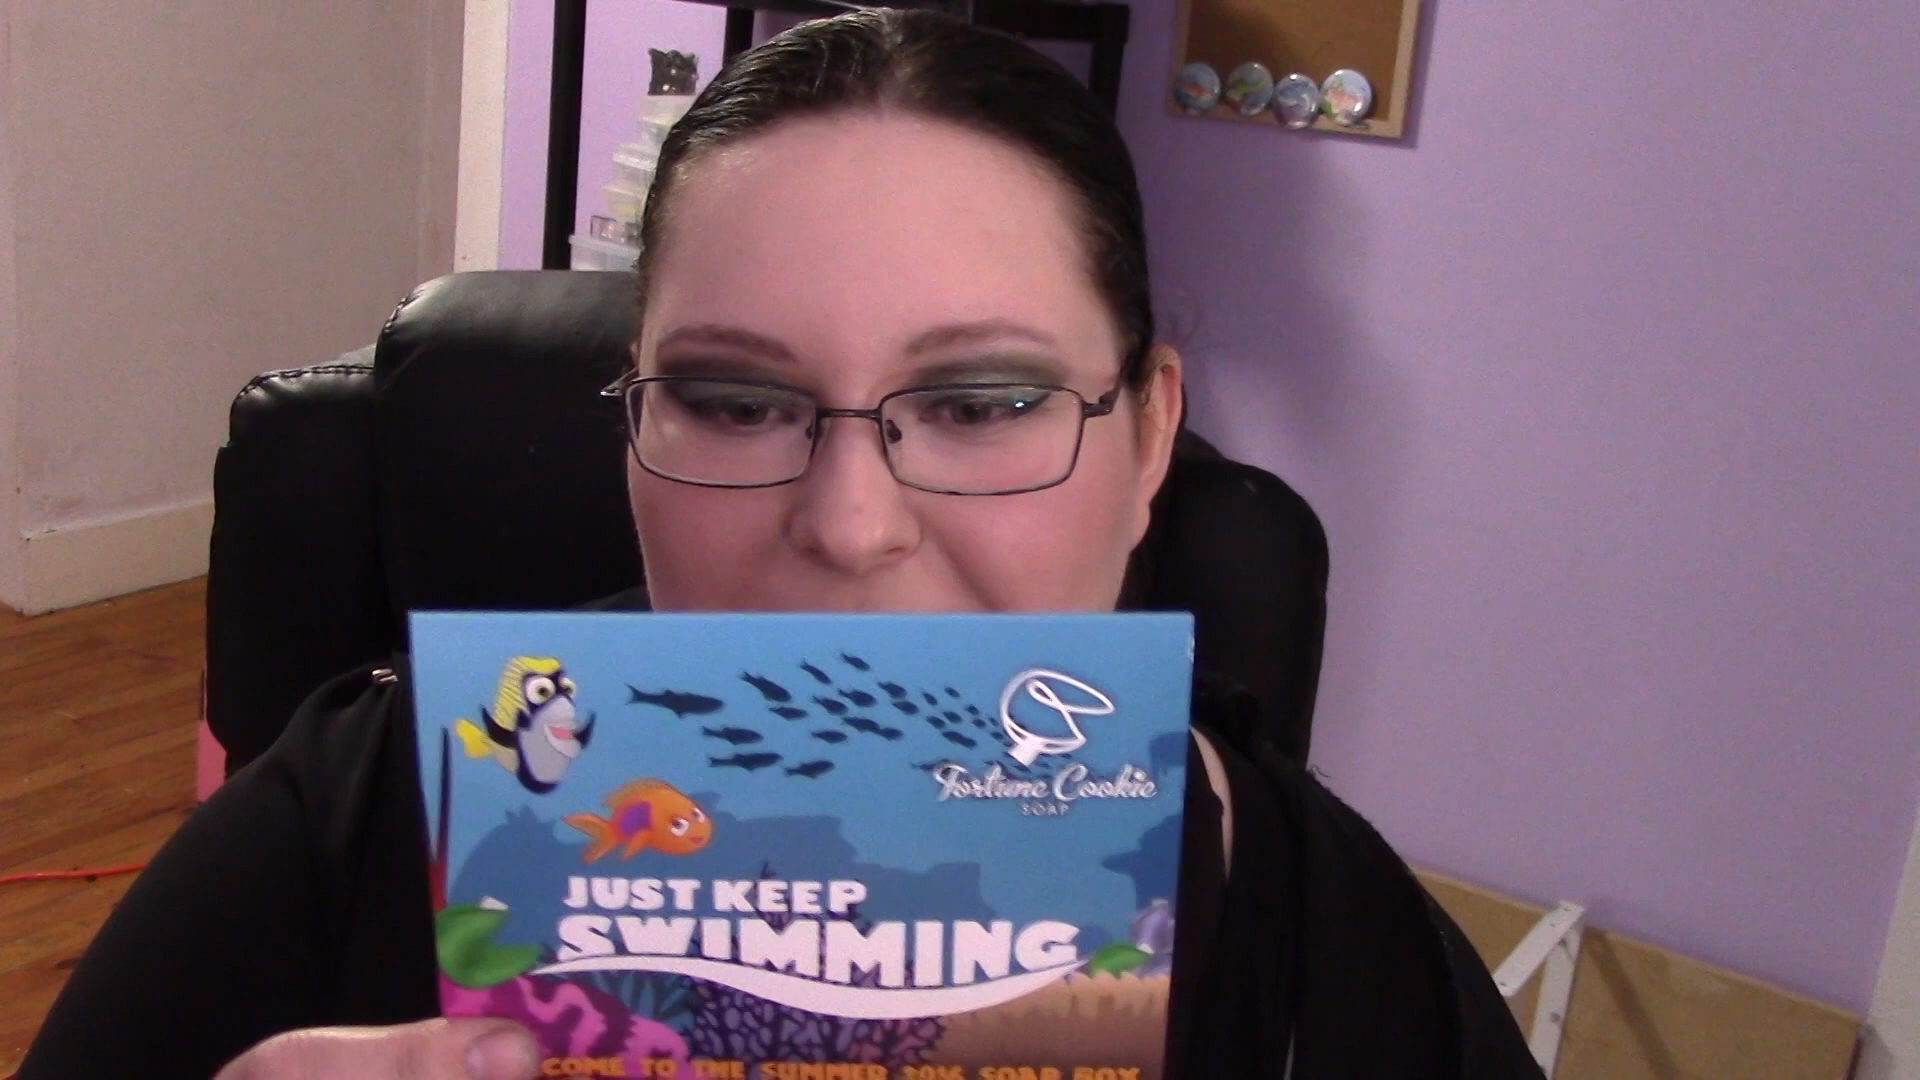 Fortune Cookie
SOAP
JUST KEEP
SWIMMING
COME TO THE SUMMER 2016 SOAP BOX